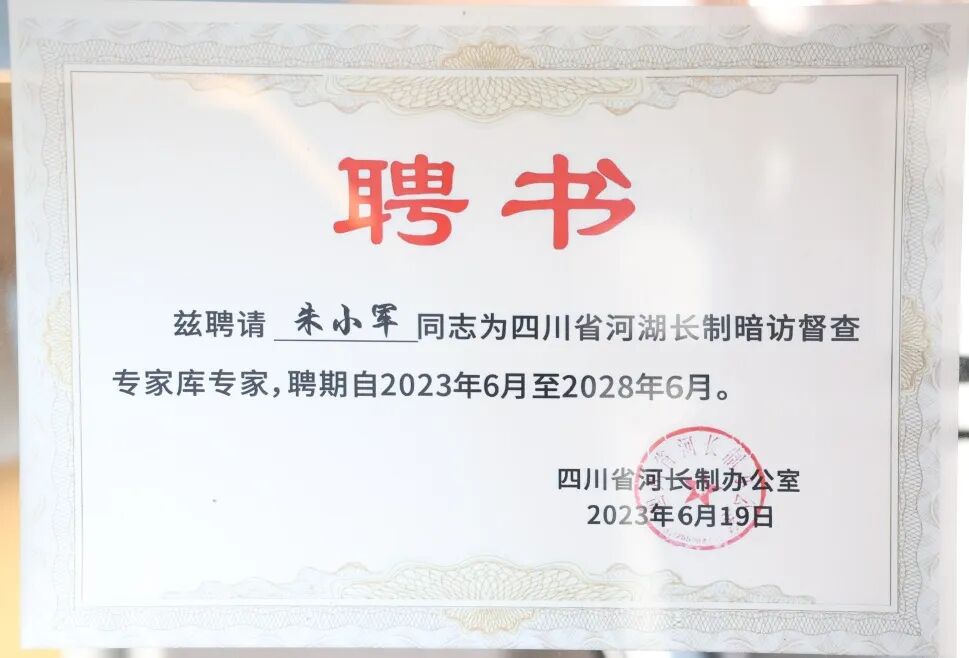 聘书
兹聘请 朱小军 同志为四川省河湖长制暗访督查
专家库专家，聘期自2023年6月至2028年6月。
四川省河长制办公室
2023年6月19日